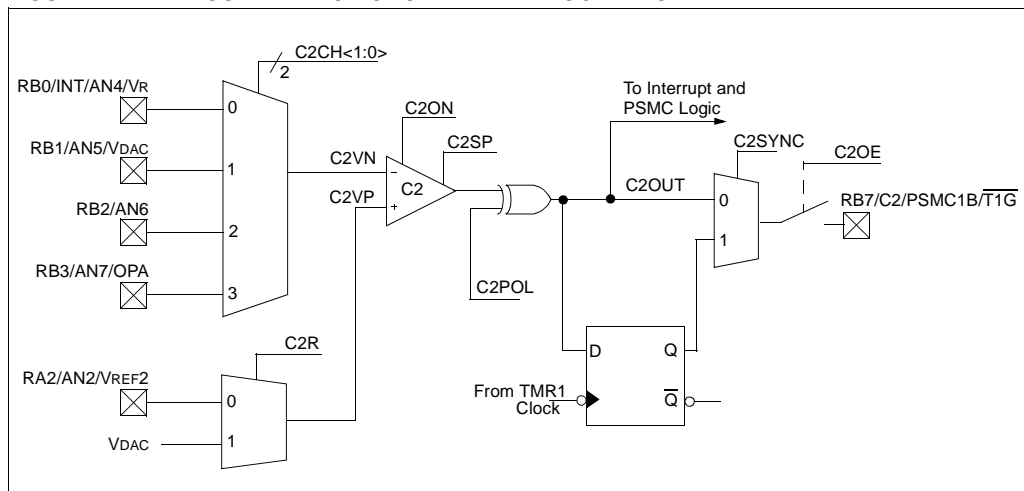 C2CH<1:0>
2
RB0/INT/AN4/VR
0
RB1/AN5/VDAC
1
RB2/AN6
2
RB3/AN7/OPA
3
C2R
RA2/AN2/VREF2
0
VDAC
1
C2ON
C2SP
C2VN
C2VP
−
C2
+
C2POL
To Interrupt and
PSMC Logic
C2OUT
C2SYNC
0
1
C2OE
RB7/C2/PSMC1B/T1G
D
Q
From TMR1
Clock
Q